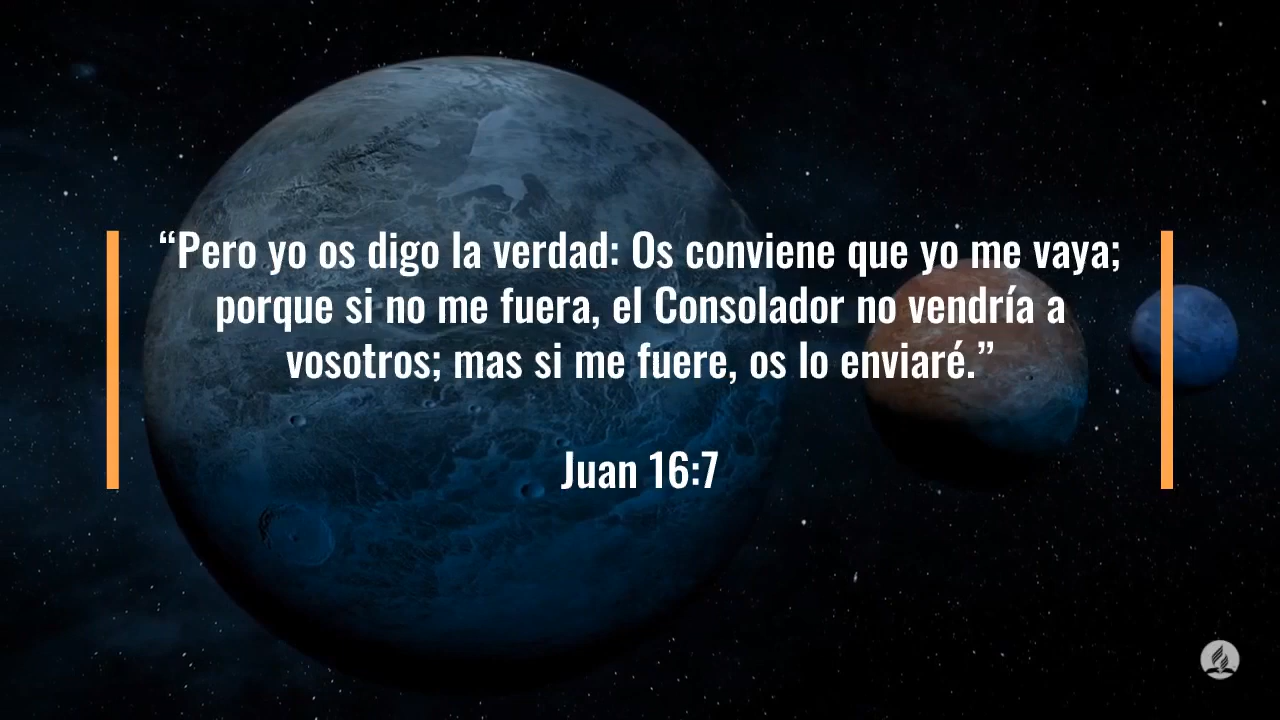 “Pero yo os digo la verdad: Os conviene que yo me vaya;
porque si no me fuera, el Consolador no vendría a
vosotros; mas si me fuere, os lo enviaré.”
Juan 16:7